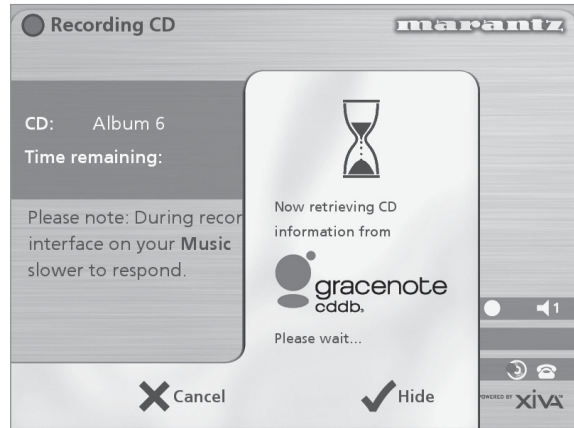 Recording CD
marantz
CD: Album 6
Time remaining:
Please note: During recor
interface on your Music
slower to respond.
Now retrieving CD
information from
gracenote
cddb.
Please wait...
1
Cancel
Hide
POWERED BY XiVA™